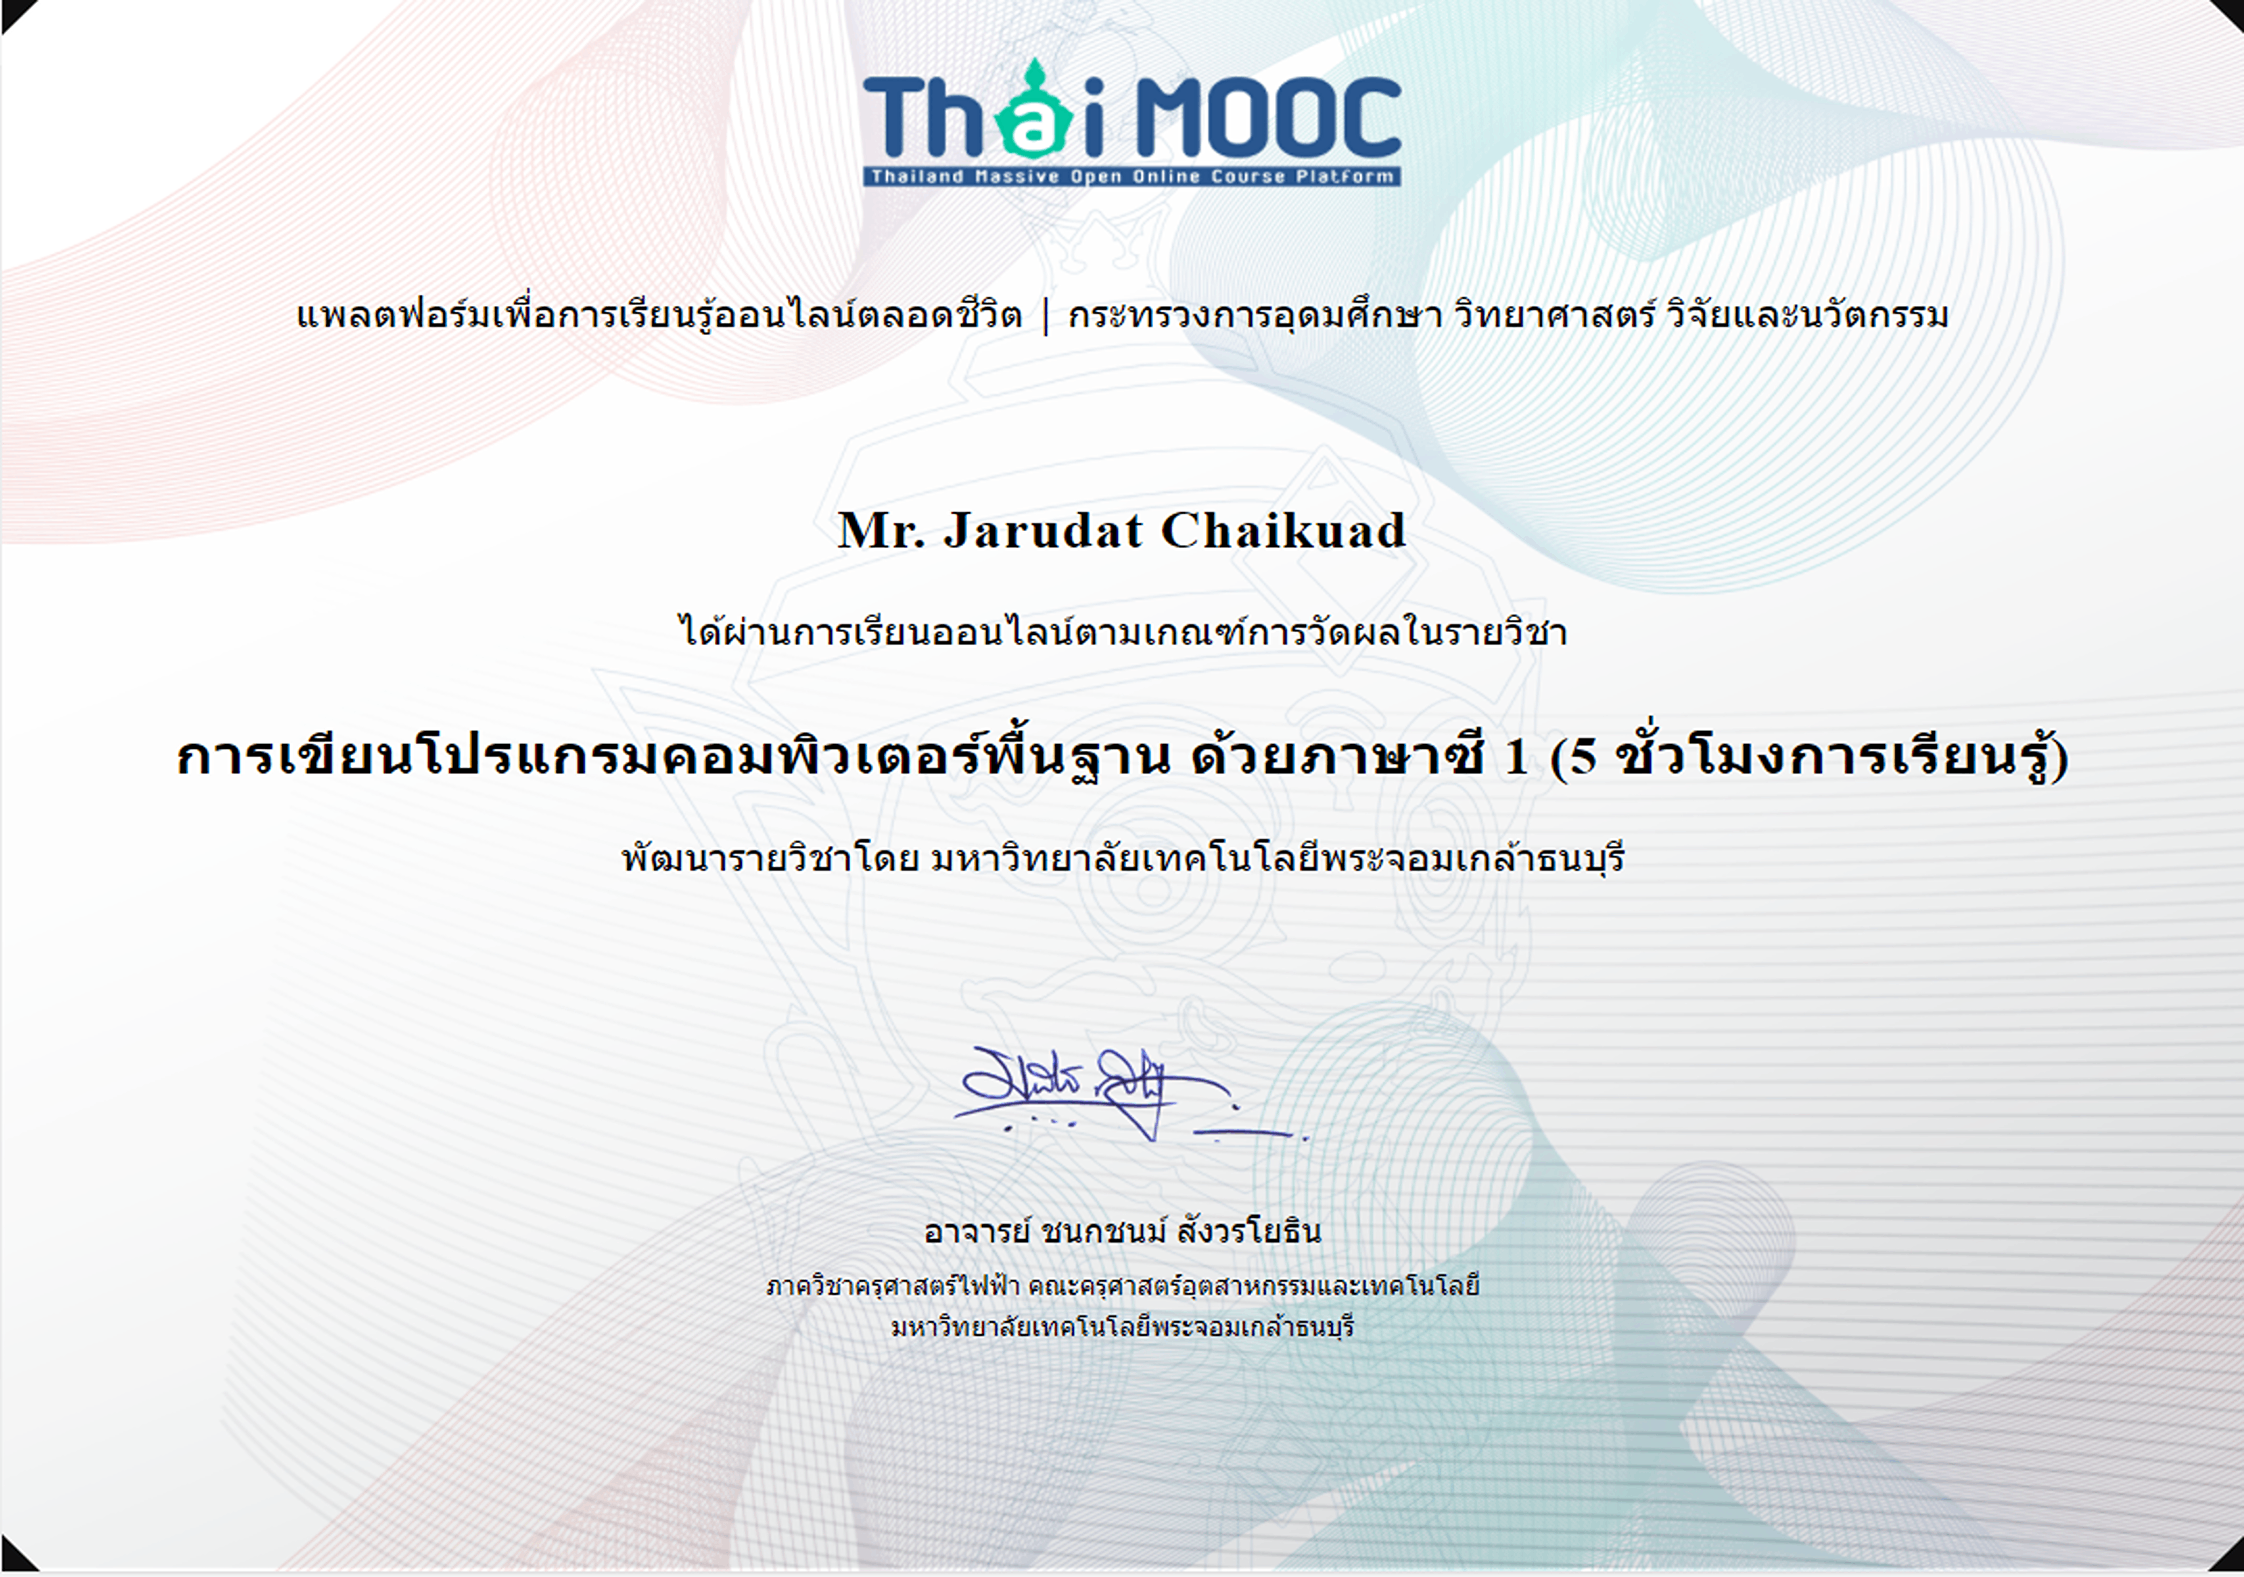 Thai MOOC
Thailand Massive Open Online Course Platform
แพลตฟอร์มเพื่อการเรียนรู้ออนไลน์ตลอดชีวิต | กระทรวงการอุดมศึกษา วิทยาศาสตร์ วิจัยและนวัตกรรม
Mr. Jarudat Chaikuad
ได้ผ่านการเรียนออนไลน์ตามเกณฑ์การวัดผลในรายวิชา
การเขียนโปรแกรมคอมพิวเตอร์พื้นฐาน ด้วยภาษาซี 1 (5 ชั่วโมงการเรียนรู้)
พัฒนารายวิชาโดย มหาวิทยาลัยเทคโนโลยีพระจอมเกล้าธนบุรี
อาจารย์ ชนกชนม์ สังวรโยธิน
ภาควิชาครุศาสตร์ไฟฟ้า คณะครุศาสตร์อุตสาหกรรมและเทคโนโลยี
มหาวิทยาลัยเทคโนโลยีพระจอมเกล้าธนบุรี